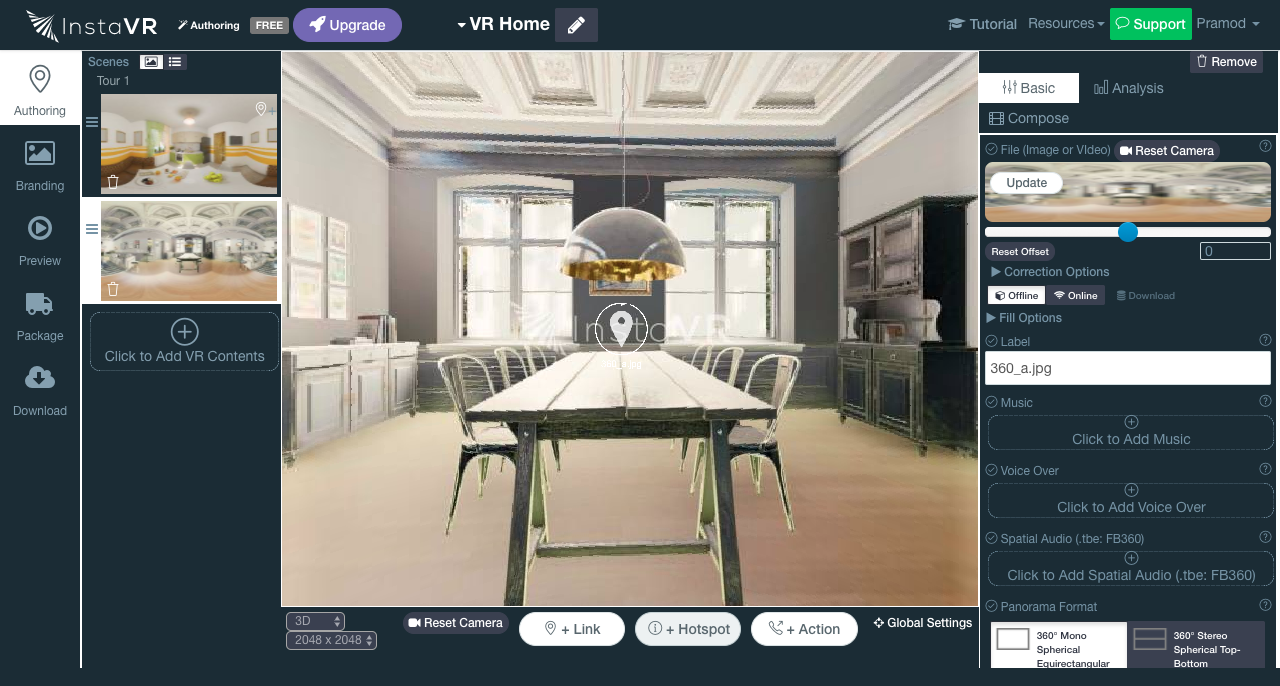 InstaVR
Authoring
FREE
Upgrade
VR Home
Tutorial
Resources
Support
Pramod
Authoring
Branding
Preview
Package
Download
Scenes
Tour 1
Click to Add VR Contents
InstaVR
360_a.jpg
3D
2048 x 2048
Reset Camera
+ Link
+ Hotspot
+ Action
Global Settings
Remove
Basic
Analysis
Compose
File (Image or VIdeo)
Reset Camera
Update
Reset Offset
0
Correction Options
Offline
Online
Download
Fill Options
Label
360_a.jpg
Music
Click to Add Music
Voice Over
Click to Add Voice Over
Spatial Audio (.tbe: FB360)
Click to Add Spatial Audio (.tbe: FB360)
Panorama Format
360° Mono
Spherical
Equirectangular
360° Stereo
Spherical Top-
Bottom